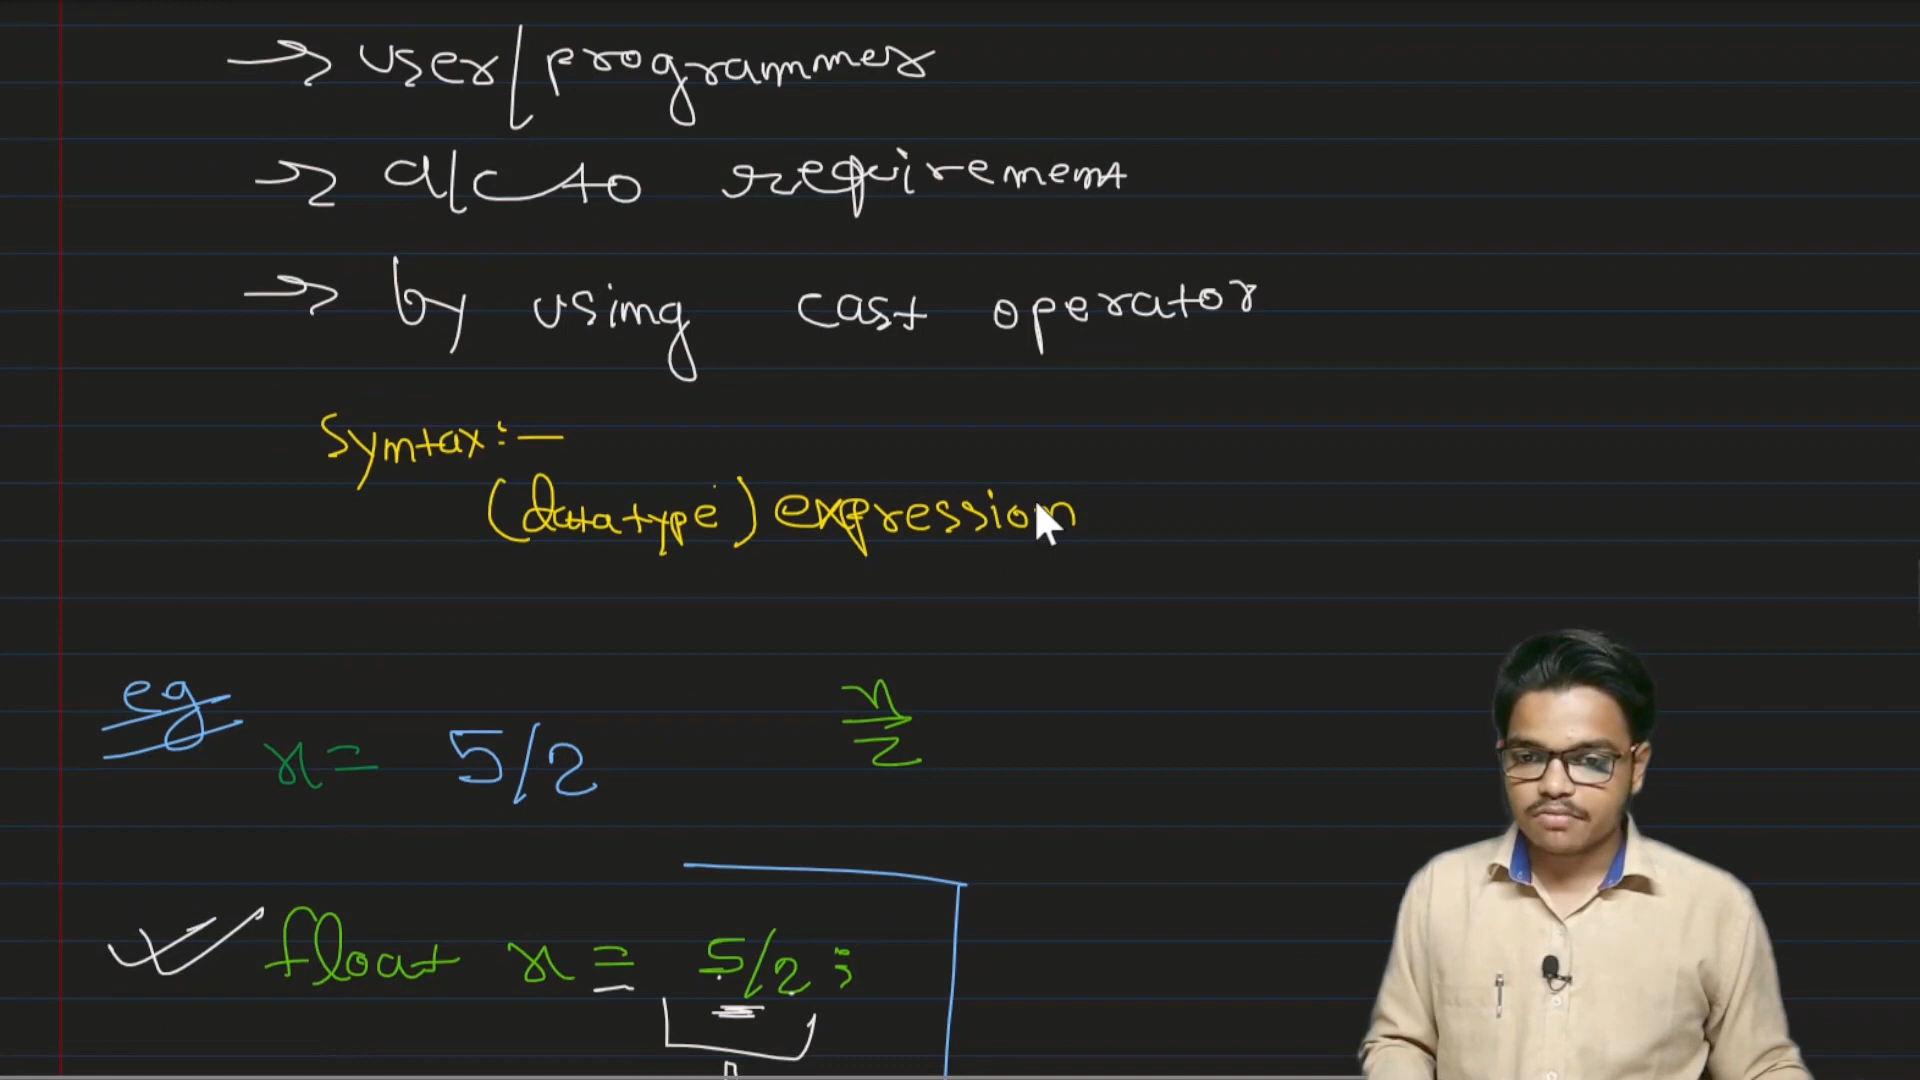 → user/programmer
→ a/c to requirement
→ by using cast operator
Syntax:-
(datatype) expression
eg
x = 5/2
x/2
float x = 5/2;